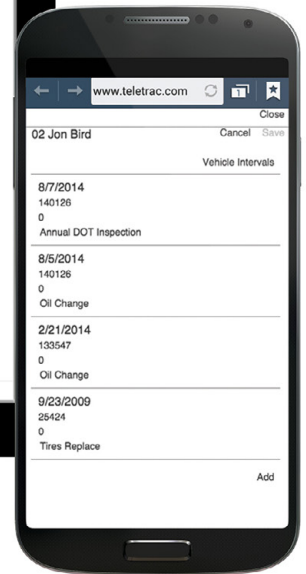 www.teletrac.com 1
Close
02 Jon Bird Cancel Save
Vehicle Intervals
8/7/2014
140126
0
Annual DOT Inspection
8/5/2014
140126
0
Oil Change
2/21/2014
133547
0
Oil Change
9/23/2009
25424
0
Tires Replace
Add